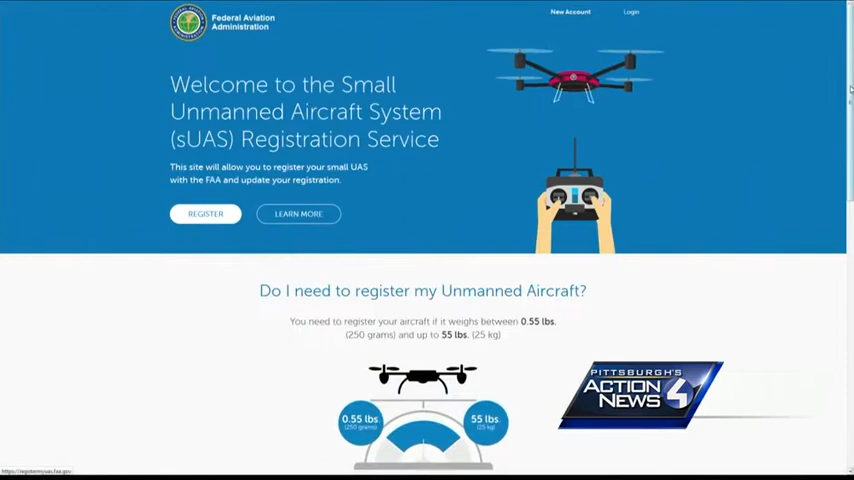 Federal Aviation
Administration
New Account
Login
Welcome to the Small
Unmanned Aircraft System
(sUAS) Registration Service
This site will allow you to register your small UAS
with the FAA and update your registration.
REGISTER
LEARN MORE
Do I need to register my Unmanned Aircraft?
You need to register your aircraft if it weighs between 0.55 lbs.
(250 grams) and up to 55 lbs. (25 kg)
0.55 lbs.
(250 grams)
55 lbs.
(25 kg)
PITTSBURGH'S
ACTION
NEWS 4
https://registermyuas.faa.gov